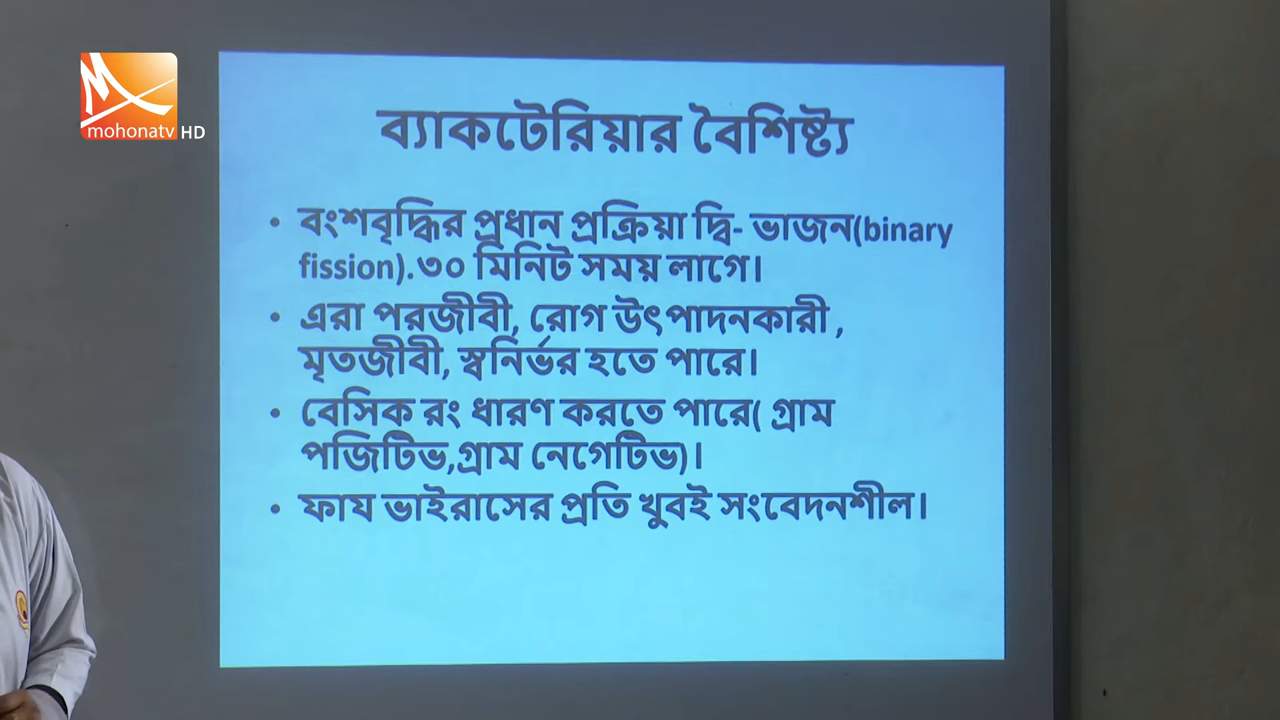 mohonatv HD
ব্যাকটেরিয়ার বৈশিষ্ট্য
• বংশবৃদ্ধির প্রধান প্রক্রিয়া দ্বি- ভাজন(binary
fission).৩০ মিনিট সময় লাগে।
• এরা পরজীবী, রোগ উৎপাদনকারী ,
মৃতজীবী, স্বনির্ভর হতে পারে।
• বেসিক রং ধারণ করতে পারে( গ্রাম
পজিটিভ,গ্রাম নেগেটিভ)।
• ফায ভাইরাসের প্রতি খুবই সংবেদনশীল।